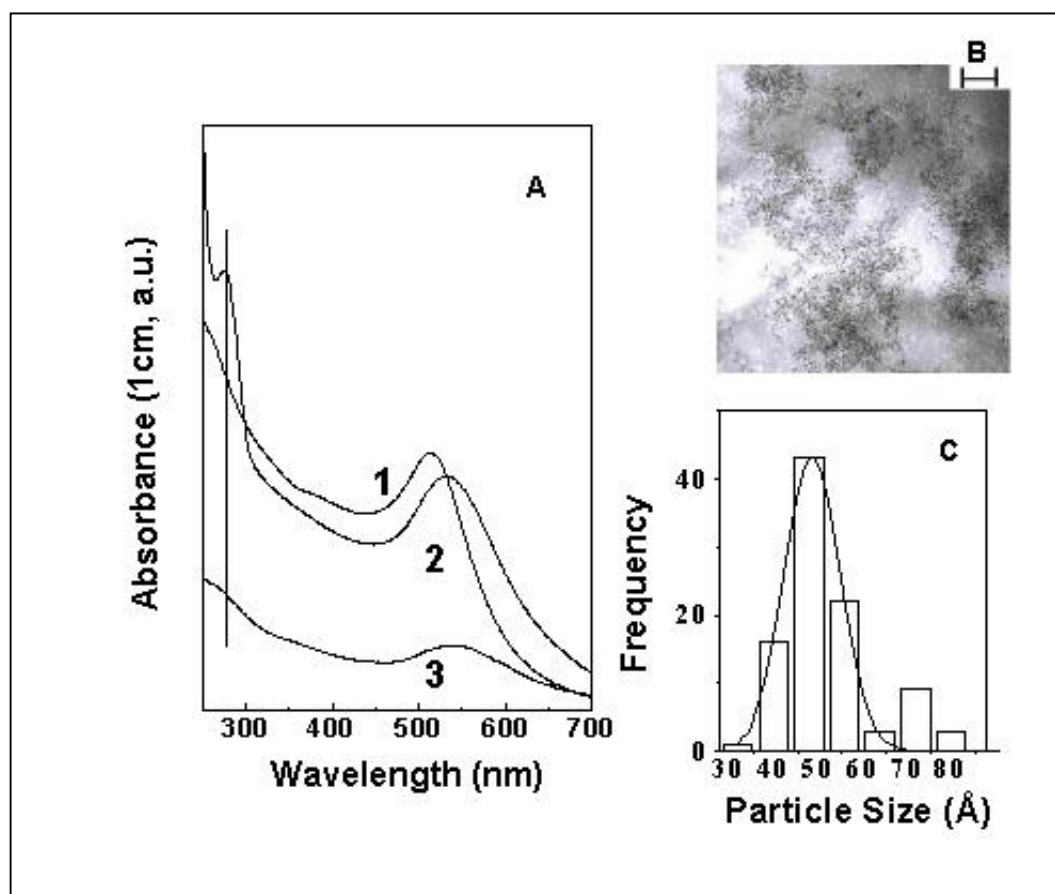 B
A
Absorbance (1cm, a.u.)
1
2
3
300 400 500 600 700
Wavelength (nm)
C
40
20
0
Frequency
30 40 50 60 70 80
Particle Size (Å)